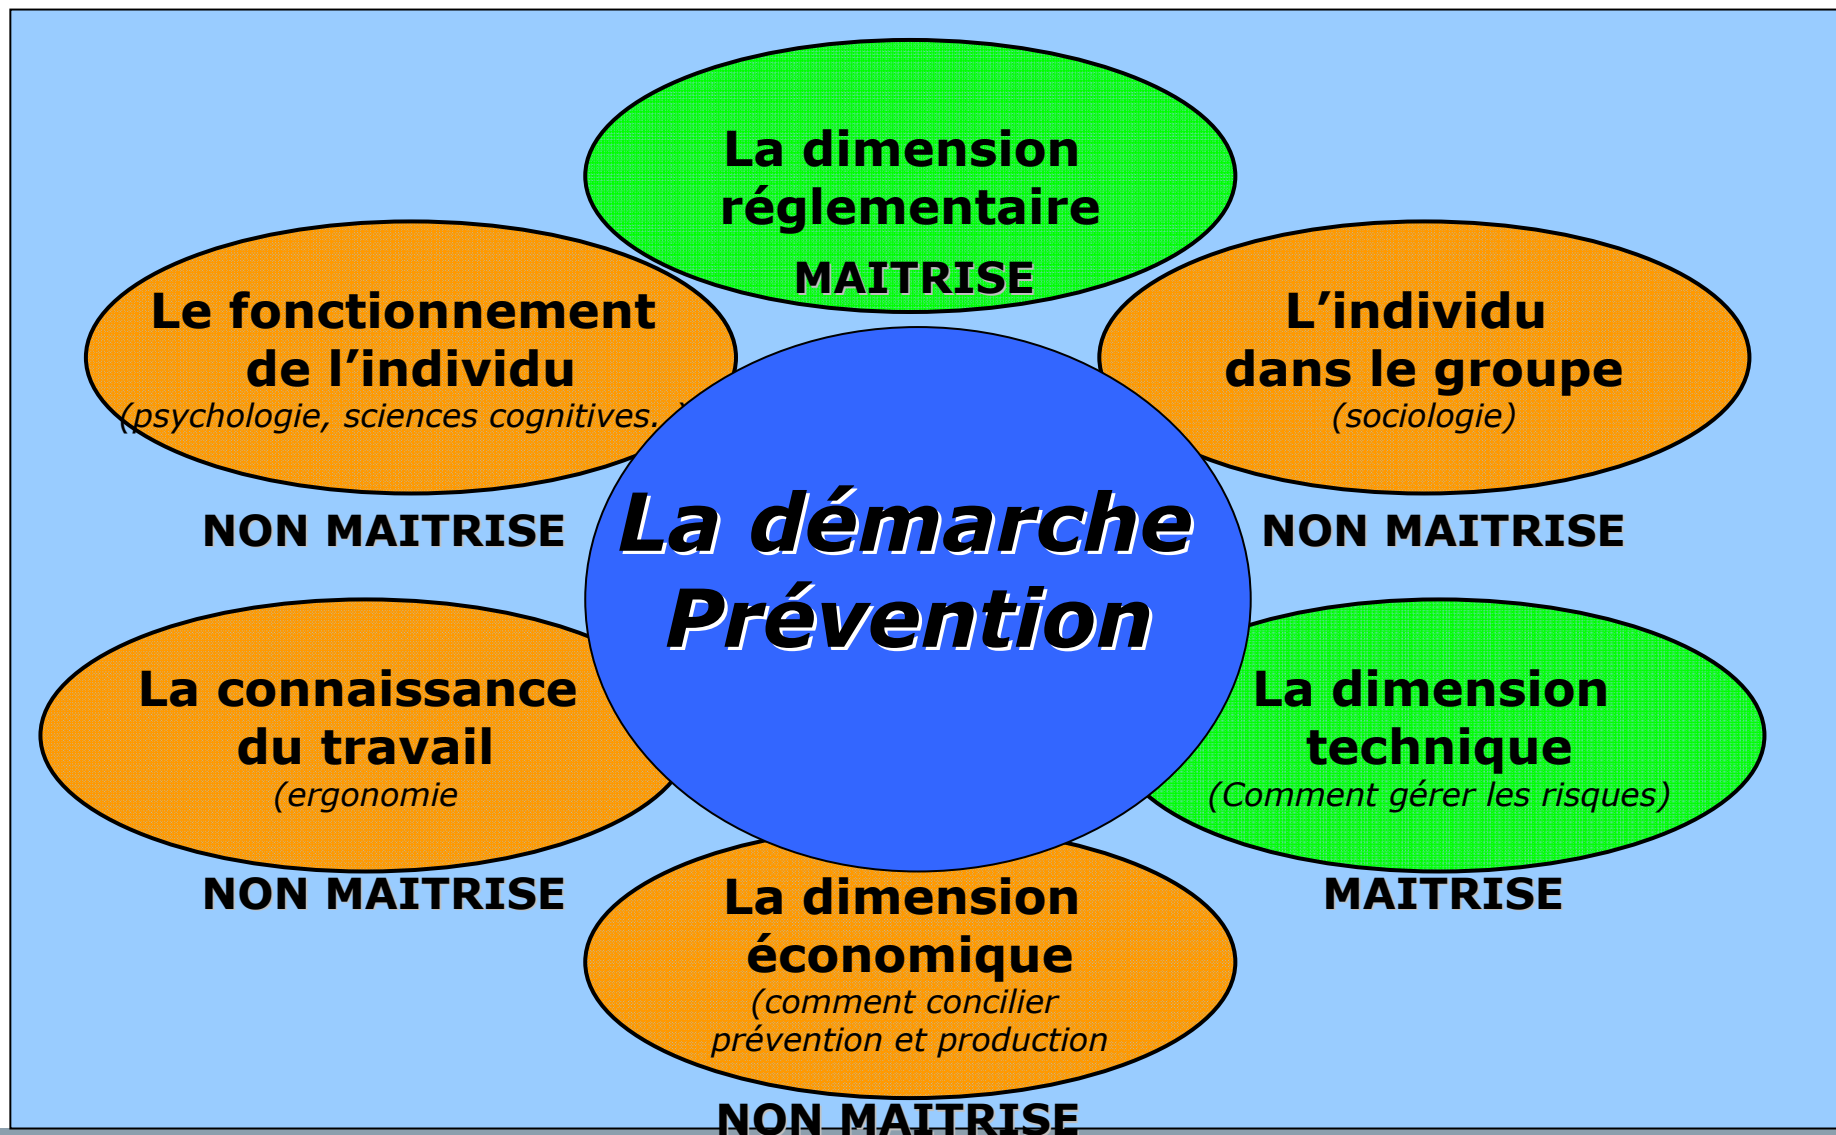 La dimension
réglementaire
MAITRISE
Le fonctionnement
de l’individu
(psychologie, sciences cognitives.
NON MAITRISE
L’individu
dans le groupe
(sociologie)
NON MAITRISE
La démarche
Prévention
La connaissance
du travail
(ergonomie
NON MAITRISE
La dimension
technique
(Comment gérer les risques)
MAITRISE
La dimension
économique
(comment concilier
prévention et production
NON MAITRISE